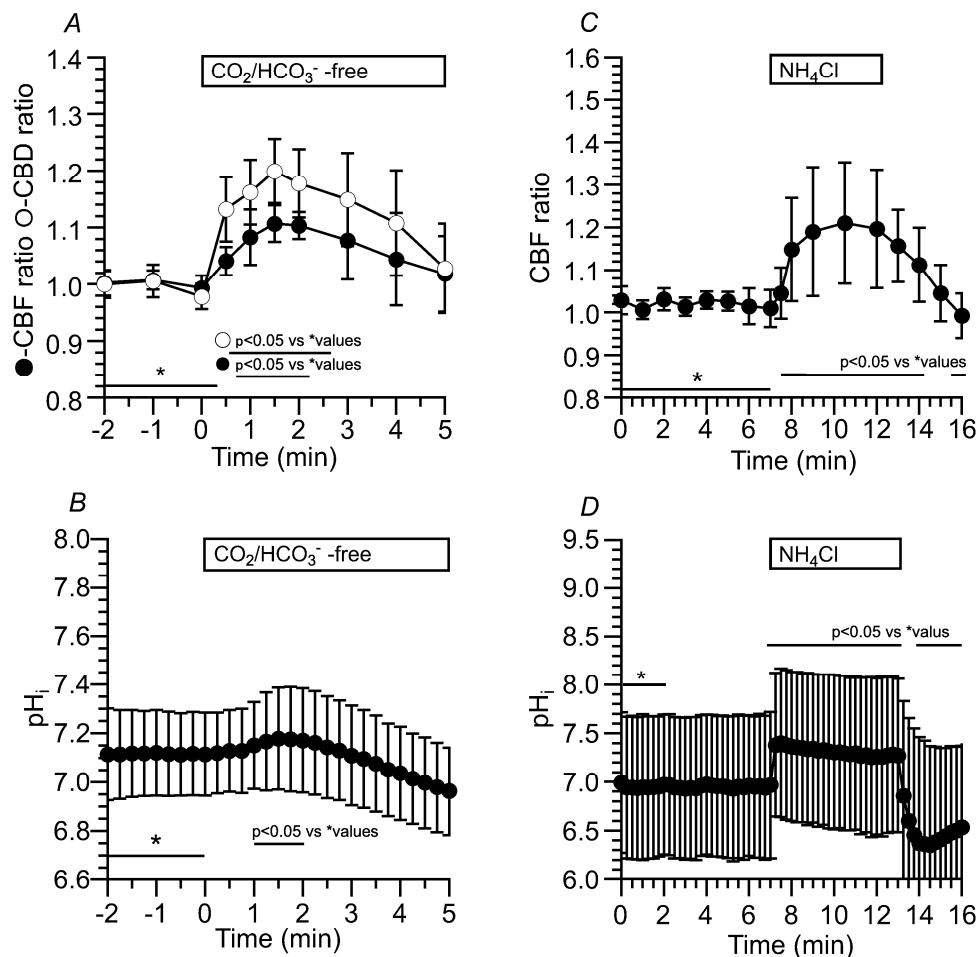 A
CO₂/HCO₃⁻ -free
●-CBF ratio O-CBD ratio
1.4
1.3
1.2
1.1
1.0
0.9
0.8
p<0.05 vs *values
p<0.05 vs *values
*
-2 -1 0 1 2 3 4 5
Time (min)
C
NH₄Cl
CBF ratio
1.6
1.5
1.4
1.3
1.2
1.1
1.0
0.9
0.8
p<0.05 vs *values
*
0 2 4 6 8 10 12 14 16
Time (min)
B
CO₂/HCO₃⁻ -free
pHᵢ
8.0
7.8
7.6
7.4
7.2
7.0
6.8
6.6
p<0.05 vs *values
*
-2 -1 0 1 2 3 4 5
Time (min)
D
NH₄Cl
pHᵢ
9.5
9.0
8.5
8.0
7.5
7.0
6.5
6.0
p<0.05 vs *valus
*
0 2 4 6 8 10 12 14 16
Time (min)